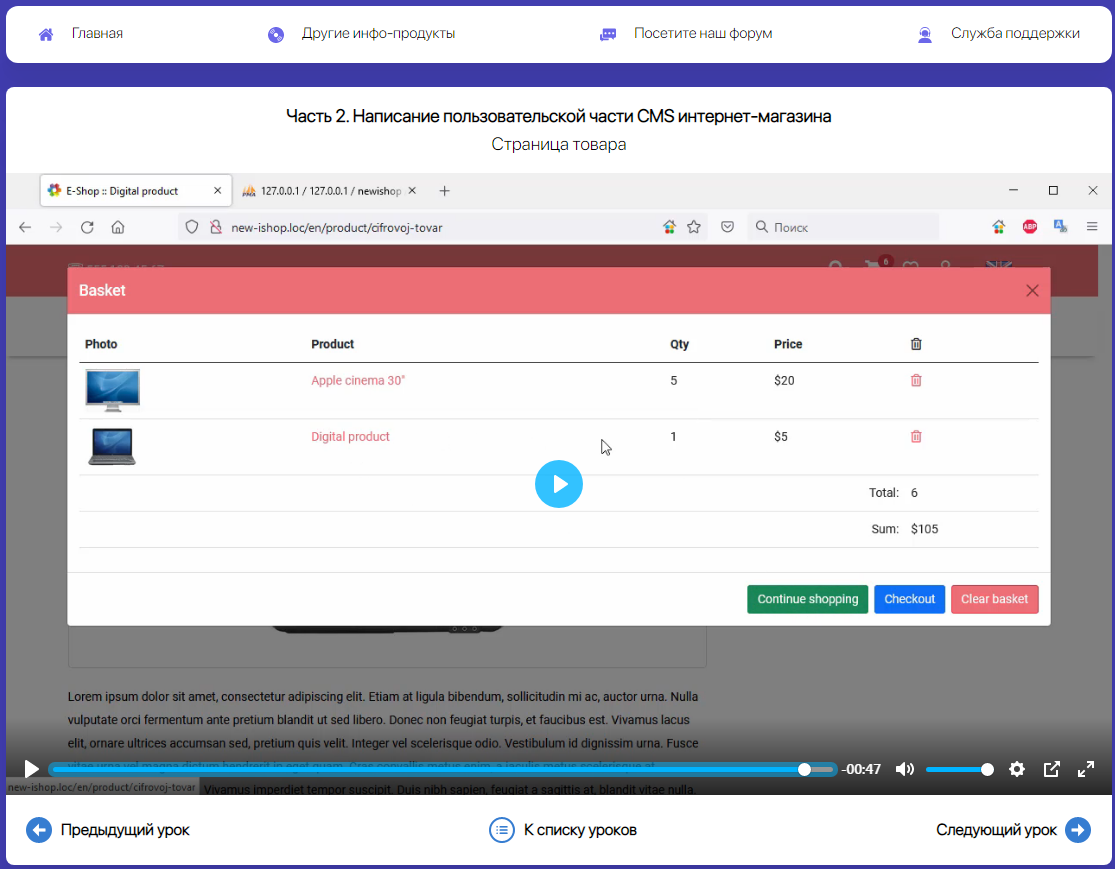 Главная
Другие инфо-продукты
Посетите наш форум
Служба поддержки
Часть 2. Написание пользовательской части CMS интернет-магазина
Страница товара
E-Shop :: Digital product
127.0.0.1 / 127.0.0.1 / newishop
new-ishop.loc/en/product/cifrovoj-tovar
Поиск
ABP
6
Basket
Photo Product Qty Price
Apple cinema 30" 5 $20
Digital product 1 $5
Total: 6
Sum: $105
Continue shopping Checkout Clear basket
Lorem ipsum dolor sit amet, consectetur adipiscing elit. Etiam at ligula bibendum, sollicitudin mi ac, auctor urna. Nulla
vulputate orci fermentum ante pretium blandit ut sed libero. Donec non feugiat turpis, et faucibus est. Vivamus lacus
elit, ornare ultrices accumsan sed, pretium quis velit. Integer vel scelerisque odio. Vestibulum id dignissim urna. Fusce
-00:47
new-ishop.loc/en/product/cifrovoj-tovar
Vivamus imperdiet tempor suscipit. Duis nibh sapien, feugiat a sagittis at, blandit vitae nulla.
Предыдущий урок
К списку уроков
Следующий урок